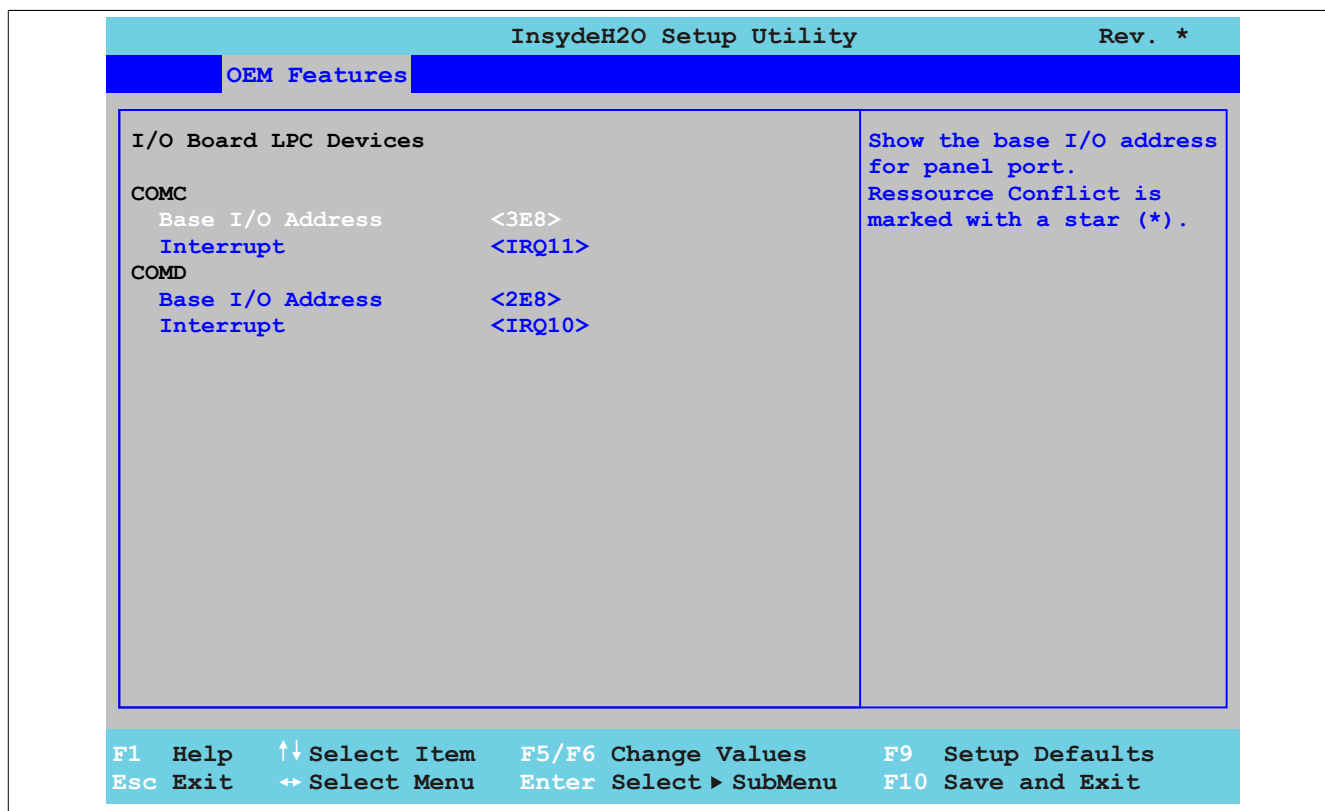 InsydeH2O Setup Utility Rev. *
OEM Features
I/O Board LPC Devices
COMC
Base I/O Address <3E8>
Interrupt <IRQ11>
COMD
Base I/O Address <2E8>
Interrupt <IRQ10>
Show the base I/O address
for panel port.
Ressource Conflict is
marked with a star (*).
F1 Help ↑↓ Select Item F5/F6 Change Values F9 Setup Defaults
Esc Exit ↔ Select Menu Enter Select ▶ SubMenu F10 Save and Exit